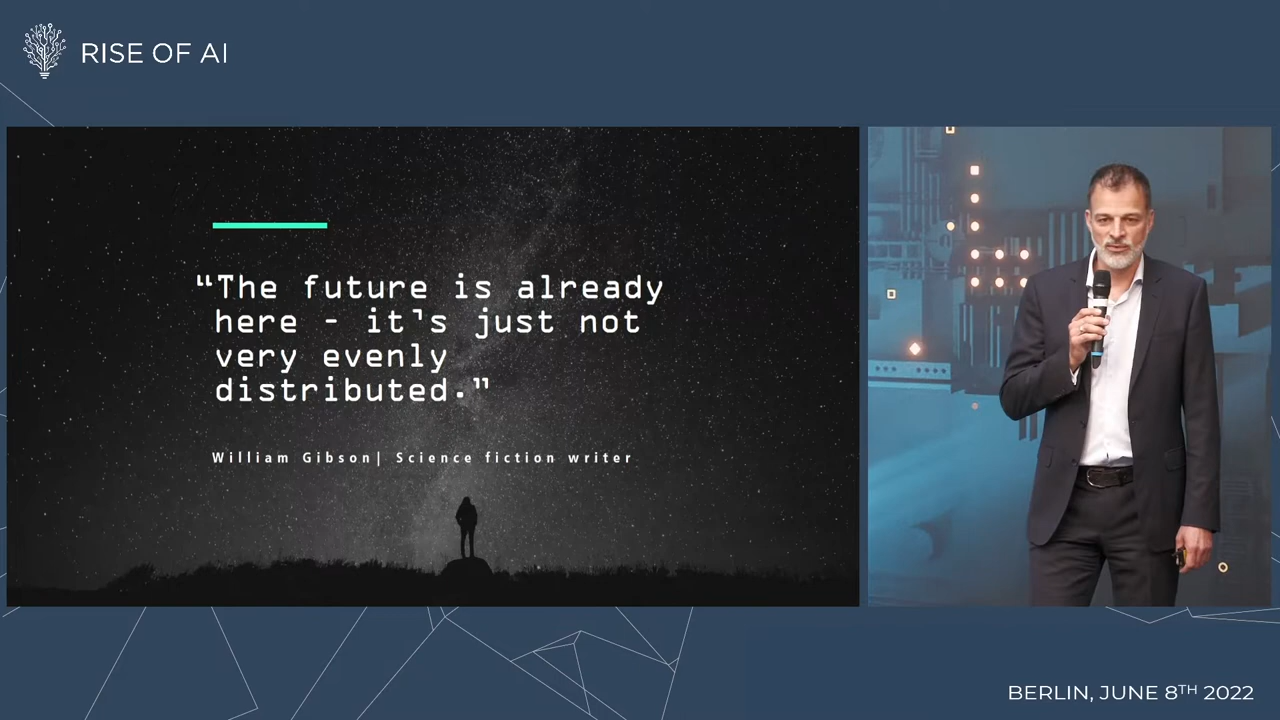 RISE OF AI
“The future is already
here - it’s just not
very evenly
distributed.”
William Gibson| Science fiction writer
BERLIN, JUNE 8TH 2022